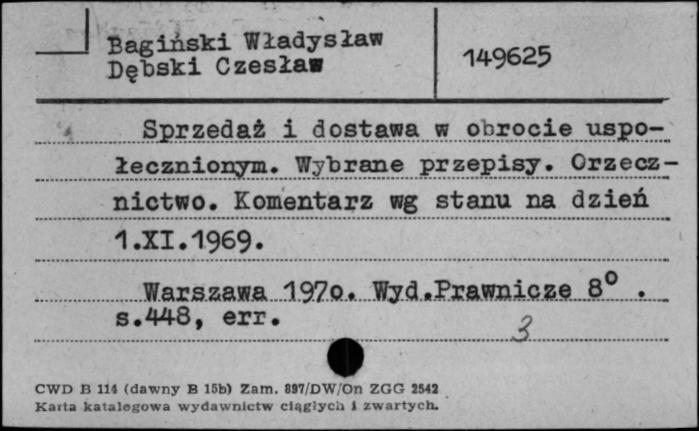 Bagiński Władysław
Dębski Czesław
149625
Sprzedaż i dostawa w obrocie uspo-
łecznionym. Wybrane przepisy. Orzecz-
nictwo. Komentarz wg stanu na dzień
1.XI.1969.
Warszawa 197o. Wyd.Prawnicze 8° .
s.448, err.
3
CWD B 114 (dawny B 15b) Zam. 897/DW/On ZGG 2542
Karta katalogowa wydawnictw ciągłych i zwartych.